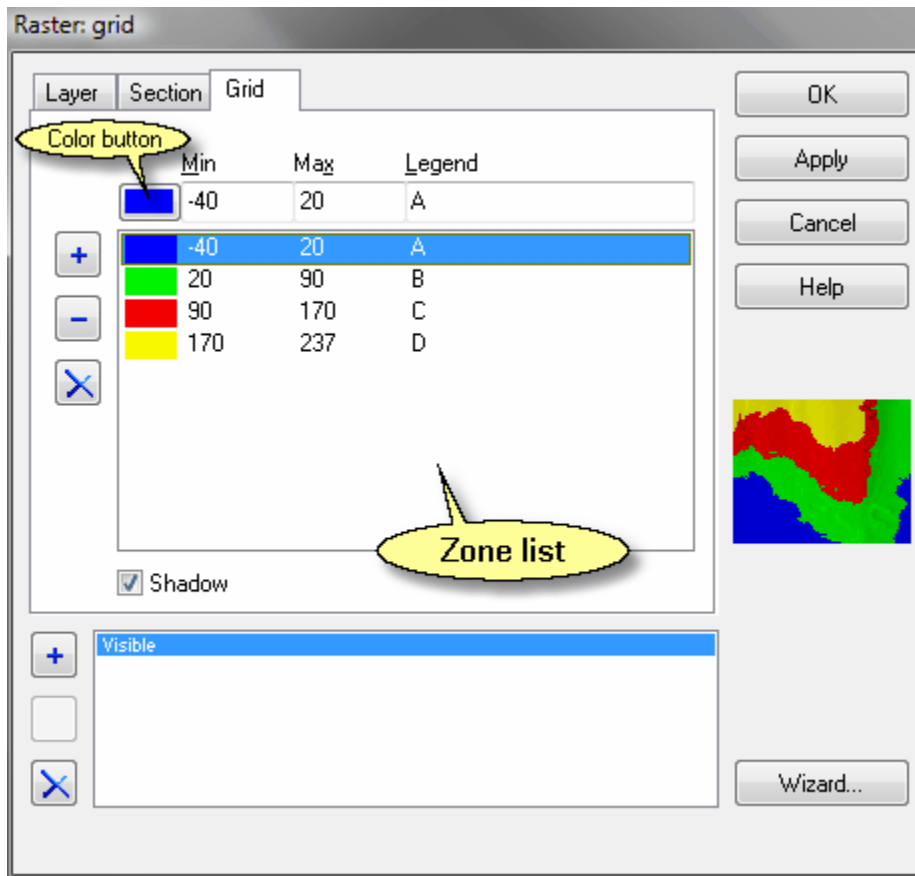 Raster: grid
Layer Section Grid
OK
Color button
Min Max Legend
Apply
-40 20 A
Cancel
+
-40 20 A
20 90 B
Help
−
90 170 C
170 237 D
Zone list
Shadow
+
Visible
Wizard...